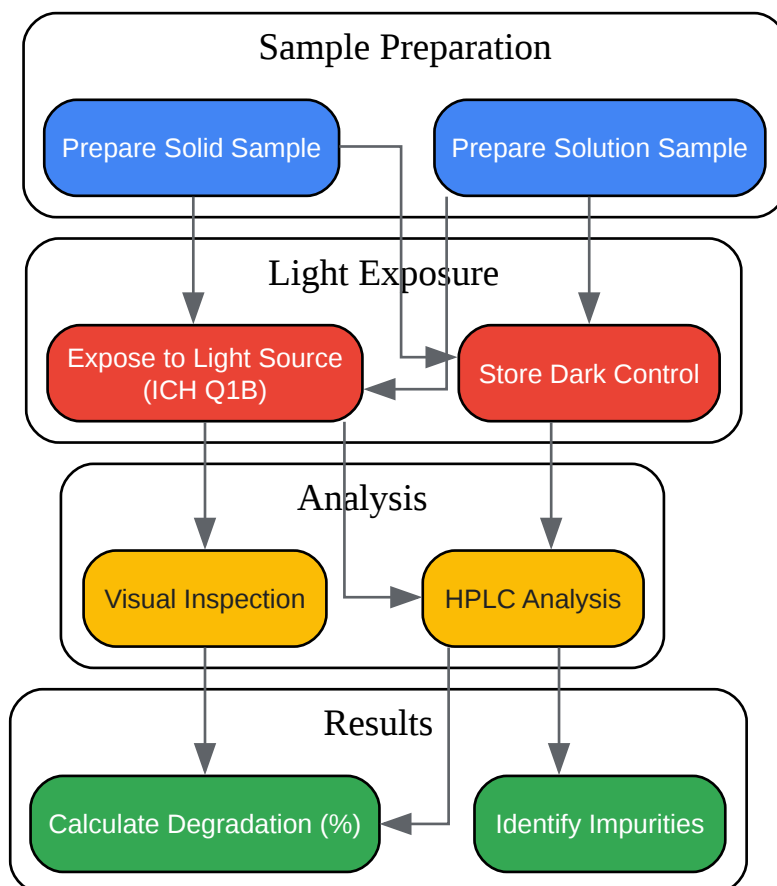 Sample Preparation
Prepare Solid Sample
Prepare Solution Sample
Light Exposure
Expose to Light Source
(ICH Q1B)
Store Dark Control
Analysis
Visual Inspection
HPLC Analysis
Results
Calculate Degradation (%)
Identify Impurities